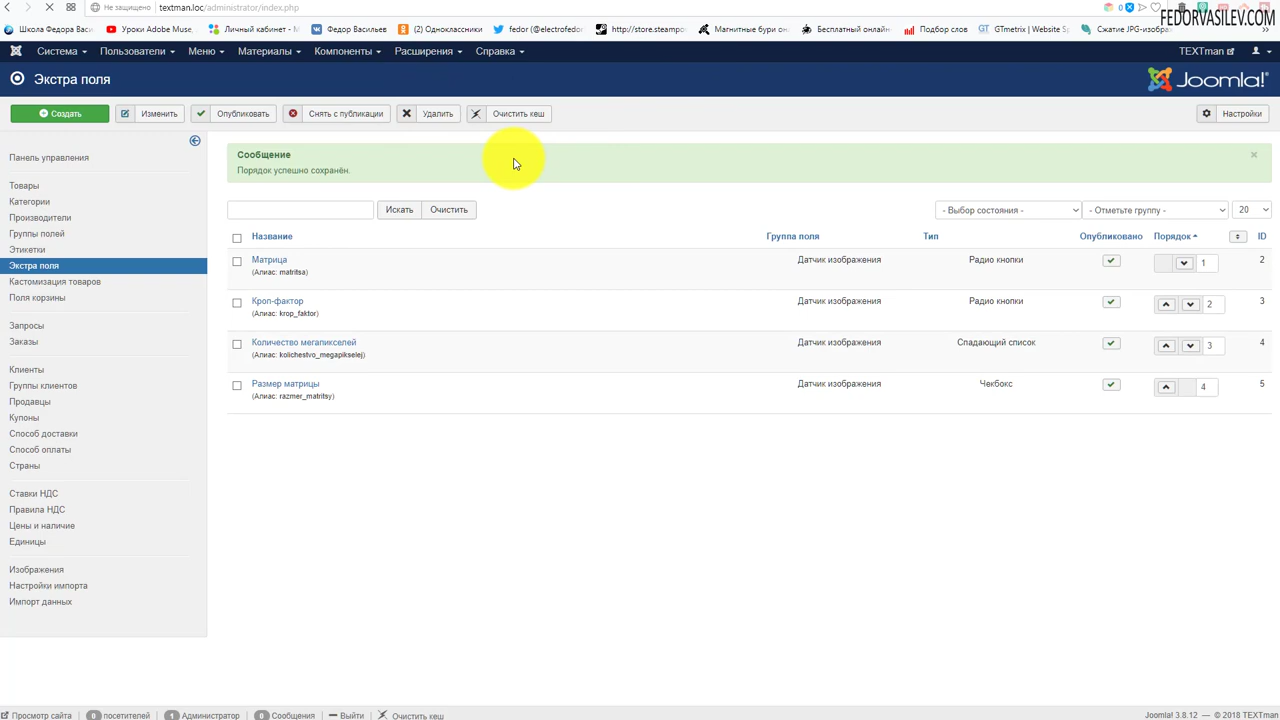 Не защищено textman.loc/administrator/index.php
FEDORVASILEV.COM
Школа Федора Васи. Уроки Adobe Muse, Личный кабинет - М Федор Васильев (2) Одноклассники fedor (@electrofedo http://store.steampo Магнитные бури он Бесплатный онлайн Подбор слов GTmetrix | Website Sp Сжатие JPG-изобра
Система Пользователи Меню Материалы Компоненты Расширения Справка TEXTman
Экстра поля Joomla!®
Создать Изменить Опубликовать Снять с публикации Удалить Очистить кеш Настройки
Панель управления
Товары
Категории
Производители
Группы полей
Этикетки
Экстра поля
Кастомизация товаров
Поля корзины
Запросы
Заказы
Клиенты
Группы клиентов
Продавцы
Купоны
Способ доставки
Способ оплаты
Страны
Ставки НДС
Правила НДС
Цены и наличие
Единицы
Изображения
Настройки импорта
Импорт данных
Сообщение
Порядок успешно сохранён.
Искать Очистить - Выбор состояния - - Отметьте группу - 20
Название Группа поля Тип Опубликовано Порядок ID
Матрица Датчик изображения Радио кнопки 1 2
(Алиас: matritsa)
Кроп-фактор Датчик изображения Радио кнопки 2 3
(Алиас: krop_faktor)
Количество мегапикселей Датчик изображения Спадающий список 3 4
(Алиас: kolichestvo_megapikselej)
Размер матрицы Датчик изображения Чекбокс 4 5
(Алиас: razmer_matritsy)
Просмотр сайта 0 посетителей 1 Администратор 0 Сообщения Выйти Очистить кеш Joomla! 3.8.12 — © 2018 TEXTman